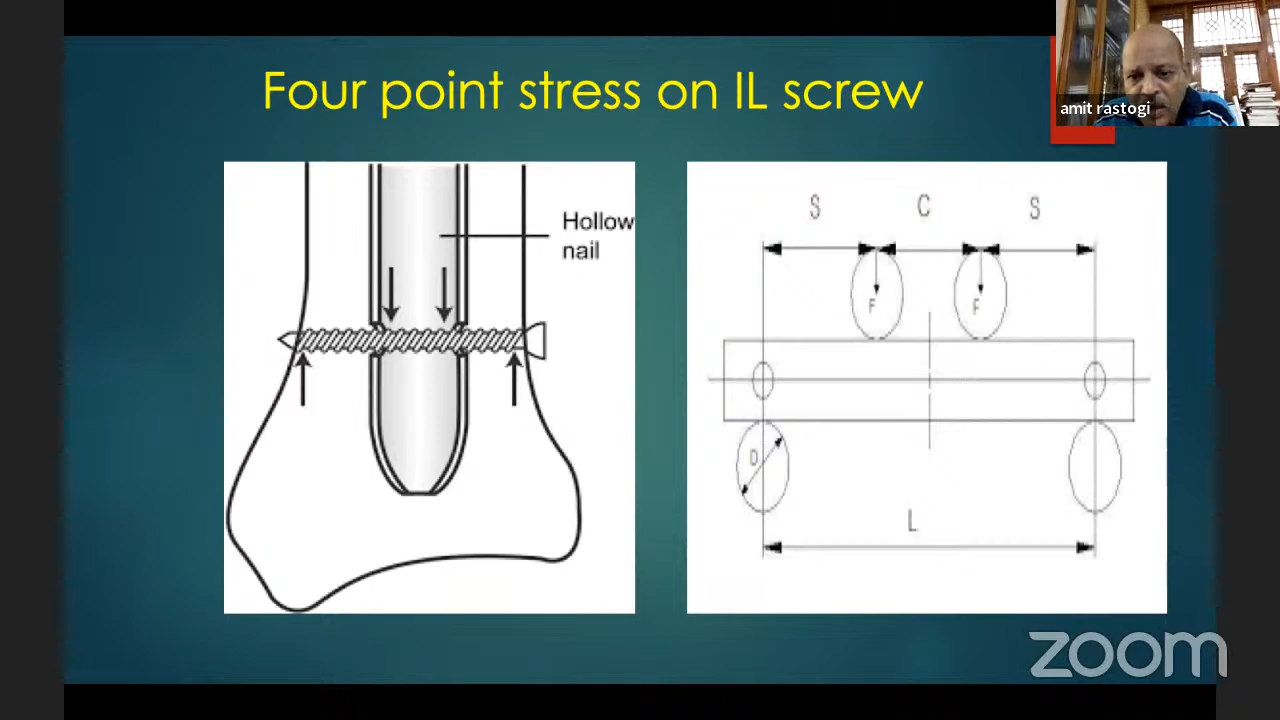 Four point stress on IL screw
amit rastogi
Hollow
nail
S
C
S
F
F
D
L
zoom